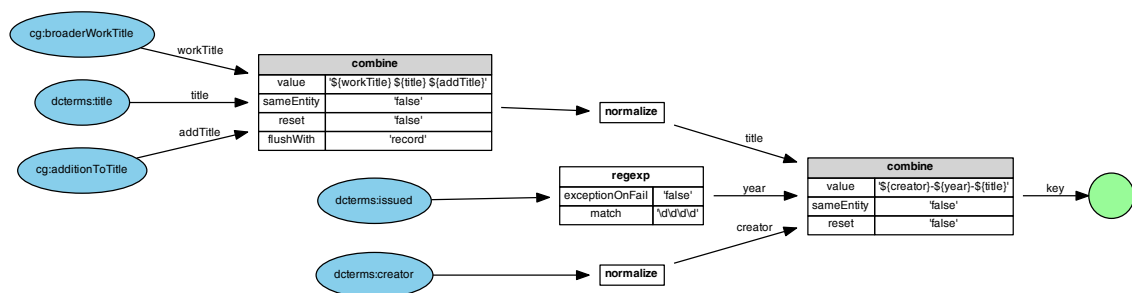 cg:broaderWorkTitle
workTitle
dcterms:title
title
cg:additionToTitle
addTitle
combine
value '${workTitle} ${title} ${addTitle}'
sameEntity 'false'
reset 'false'
flushWith 'record'
normalize
title
dcterms:issued
regexp
exceptionOnFail 'false'
match '\d\d\d\d'
year
dcterms:creator
normalize
creator
combine
value '${creator}-${year}-${title}'
sameEntity 'false'
reset 'false'
key